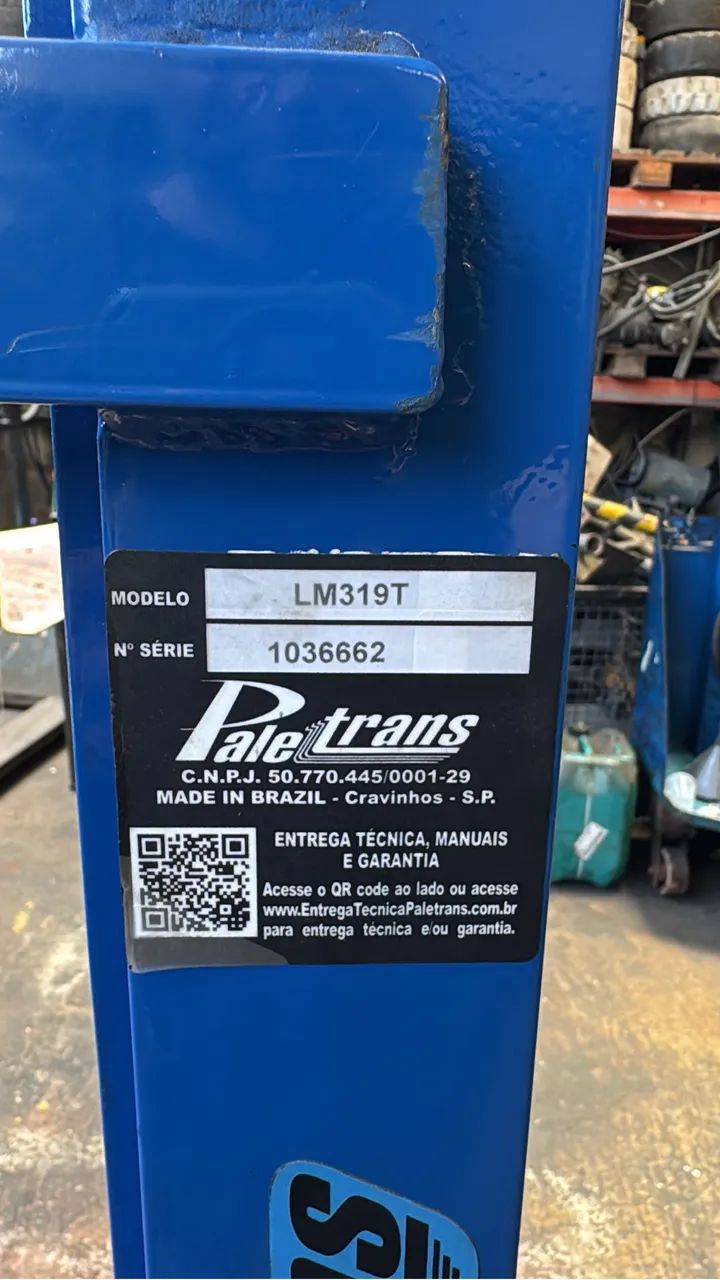 MODELO LM319T
Nº SÉRIE 1036662
Paletrans
C.N.P.J. 50.770.445/0001-29
MADE IN BRAZIL - Cravinhos - S.P.
ENTREGA TÉCNICA, MANUAIS
E GARANTIA
Acesse o QR code ao lado ou acesse
www.EntregaTecnicaPaletrans.com.br
para entrega técnica e/ou garantia.